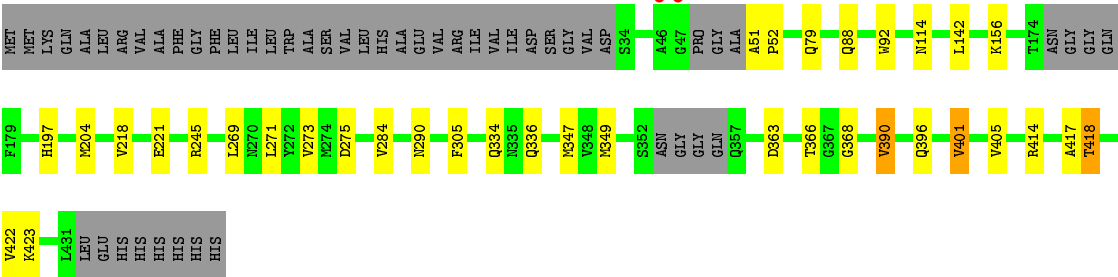 MET MET LYS GLN ALA LEU ARG VAL ALA PHE GLY PHE LEU ILE LEU TRP ALA SER VAL LEU HIS ALA GLU VAL ARG ILE VAL ILE ASP SER GLY VAL ASP S34 A46 G47 PRO GLY ALA A51 P52 Q79 Q88 W92 N114 L142 K156 T174 ASN GLY GLY GLN
F179 H197 M204 V218 E221 R245 L269 N270 L271 Y272 V273 M274 D275 V284 N290 F305 Q334 N335 Q336 M347 V348 M349 S352 ASN GLY GLY GLN Q357 D363 T366 G367 G368 V390 Q396 V401 V405 R414 A417 T418
V422 K423 L431 LEU GLU HIS HIS HIS HIS HIS HIS